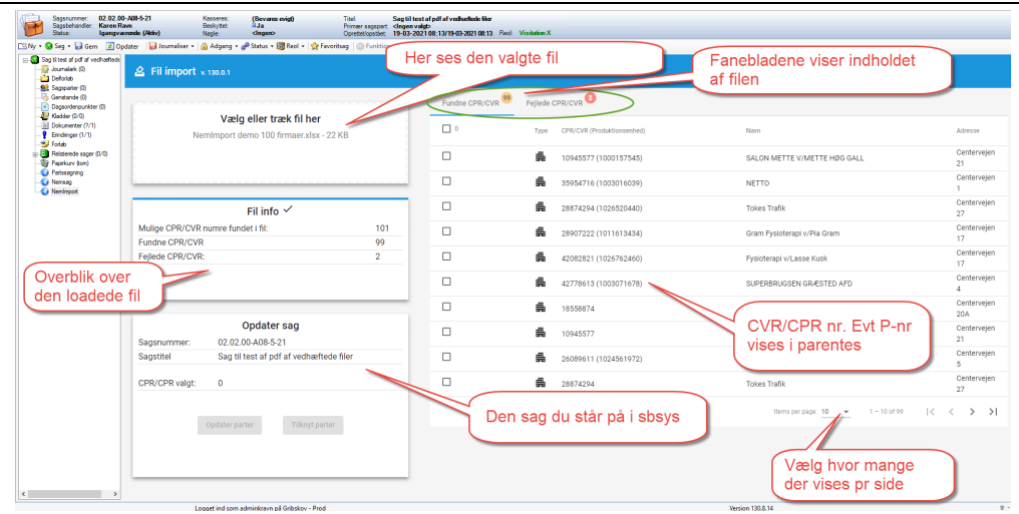 Sagsnummer: 02.02.00-A08-5-21 Kasseres: (Bevares evigt) Titel Sag til test af pdf af vedhæftede filer
Sagsbehandler: Karen Ravn Beskyttet: Ja Primær sagspart <Ingen valgt>
Status: Igangværende (Aktiv) Nøgle: <Ingen> Oprettet/opstået: 19-03-2021 08:13/19-03-2021 08:13 Reol: Visitation X
Ny Sag Gem Opdater Journaliser Adgang Status Reol Favoritsag Funktion
Sag til test af pdf af vedhæftede
Journalark (0)
Delforløb
Sagsparter (0)
Genstande (0)
Dagsordenpunkter (0)
Kladder (0/0)
Dokumenter (?/1)
Erindringer (1/1)
Forløb
Relaterede sager (0/0)
Papirkurv (tom)
Partssøgning
Nemsag
NemImport
Fil import v. 130.0.1
Her ses den valgte fil
Fanebladene viser indholdet
af filen
Vælg eller træk fil her
NemImport demo 100 firmaer.xlsx - 22 KB
Fil info
Mulige CPR/CVR numre fundet i fil: 101
Fundne CPR/CVR 99
Fejlede CPR/CVR: 2
Overblik over
den loadede fil
Opdater sag
Sagsnummer: 02.02.00-A08-5-21
Sagstitel Sag til test af pdf af vedhæftede filer
CPR/CPR valgt: 0
Opdater parter Tilknyt parter
Den sag du står på i sbsys
Fundne CPR/CVR 99 Fejlede CPR/CVR 2
0 Type CPR/CVR (Produktionsenhed) Navn Adresse
10945577 (1000157545) SALON METTE V/METTE HØG GALL Centervejen
21
35954716 (1003016039) NETTO Centervejen
1
28874294 (1026520440) Tokes Trafik Centervejen
27
28907222 (1011613434) Gram Fysioterapi v/Pia Gram Centervejen
17
42082821 (1026762460) Fysioterapi v/Lasse Kusk Centervejen
17
42778613 (1003071678) SUPERBRUGSEN GRÆSTED AFD Centervejen
4
18558874 Centervejen
20A
10945577 Centervejen
21
26089611 (1024561972) Centervejen
5
28874294 Tokes Trafik Centervejen
27
CVR/CPR nr. Evt P-nr
vises i parentes
Items per page: 10 1 – 10 of 99
Vælg hvor mange
der vises pr side
Logget ind som adminkravn på Gribskov - Prod Version 130.8.14